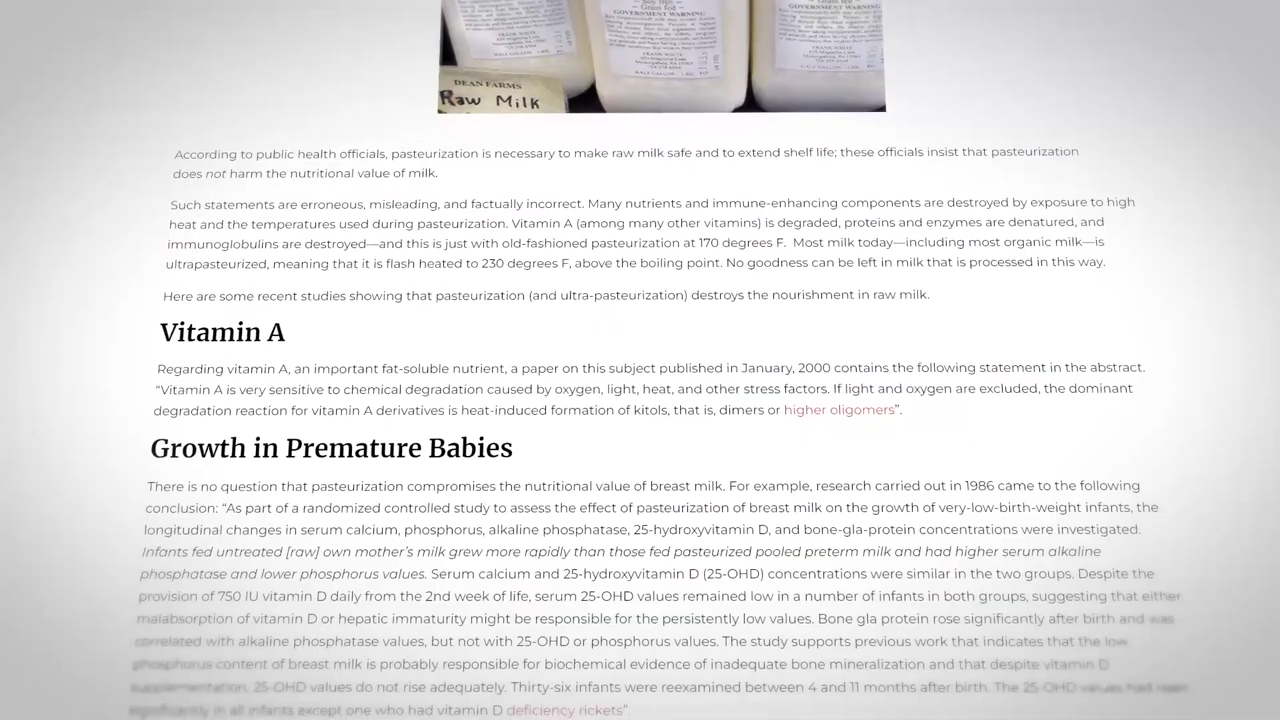 Grass fed
GOVERNMENT WARNING
FRANK WHITE
GOVERNMENT WARNING
FRANK WHITE
FRANK WHITE
DEAN FARMS
Raw Milk
According to public health officials, pasteurization is necessary to make raw milk safe and to extend shelf life; these officials insist that pasteurization
does not harm the nutritional value of milk.
Such statements are erroneous, misleading, and factually incorrect. Many nutrients and immune-enhancing components are destroyed by exposure to high
heat and the temperatures used during pasteurization. Vitamin A (among many other vitamins) is degraded, proteins and enzymes are denatured, and
immunoglobulins are destroyed—and this is just with old-fashioned pasteurization at 170 degrees F. Most milk today—including most organic milk—is
ultrapasteurized, meaning that it is flash heated to 230 degrees F, above the boiling point. No goodness can be left in milk that is processed in this way.
Here are some recent studies showing that pasteurization (and ultra-pasteurization) destroys the nourishment in raw milk.
Vitamin A
Regarding vitamin A, an important fat-soluble nutrient, a paper on this subject published in January, 2000 contains the following statement in the abstract.
“Vitamin A is very sensitive to chemical degradation caused by oxygen, light, heat, and other stress factors. If light and oxygen are excluded, the dominant
degradation reaction for vitamin A derivatives is heat-induced formation of kitols, that is, dimers or higher oligomers”.
Growth in Premature Babies
There is no question that pasteurization compromises the nutritional value of breast milk. For example, research carried out in 1986 came to the following
conclusion: “As part of a randomized controlled study to assess the effect of pasteurization of breast milk on the growth of very-low-birth-weight infants, the
longitudinal changes in serum calcium, phosphorus, alkaline phosphatase, 25-hydroxyvitamin D, and bone-gla-protein concentrations were investigated.
Infants fed untreated [raw] own mother’s milk grew more rapidly than those fed pasteurized pooled preterm milk and had higher serum alkaline
phosphatase and lower phosphorus values. Serum calcium and 25-hydroxyvitamin D (25-OHD) concentrations were similar in the two groups. Despite the
provision of 750 IU vitamin D daily from the 2nd week of life, serum 25-OHD values remained low in a number of infants in both groups, suggesting that either
malabsorption of vitamin D or hepatic immaturity might be responsible for the persistently low values. Bone gla protein rose significantly after birth and was
correlated with alkaline phosphatase values, but not with 25-OHD or phosphorus values. The study supports previous work that indicates that the low
phosphorus content of breast milk is probably responsible for biochemical evidence of inadequate bone mineralization and that despite vitamin D
supplementation, 25-OHD values do not rise adequately. Thirty-six infants were reexamined between 4 and 11 months after birth. The 25-OHD values had risen
significantly in all infants except one who had vitamin D deficiency rickets”.